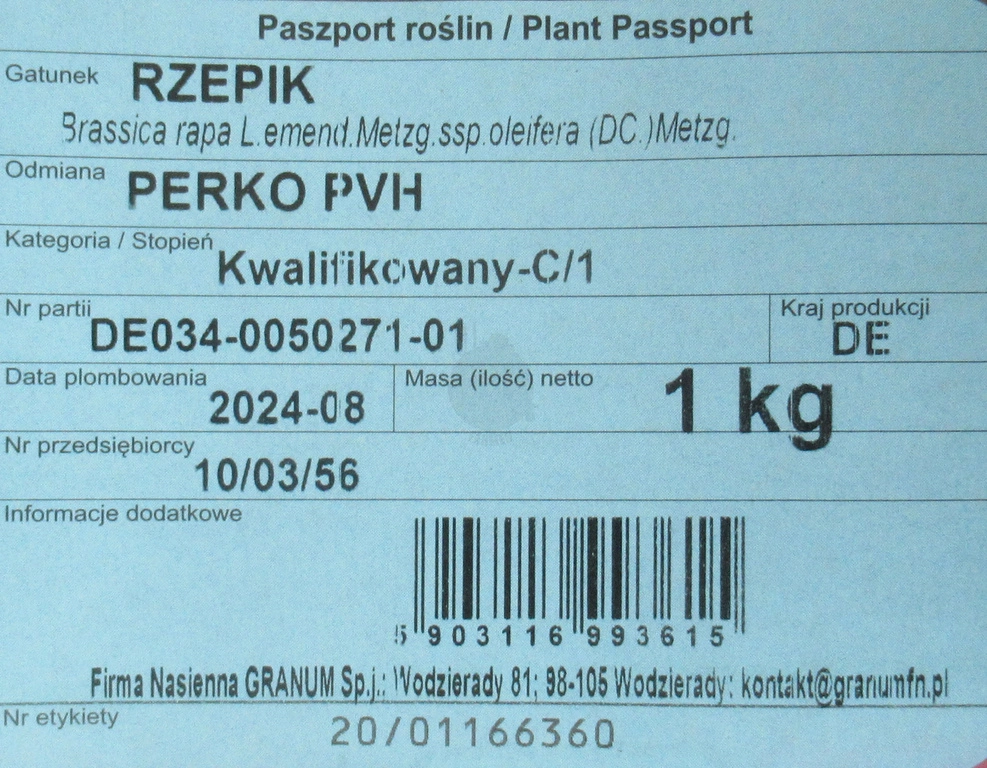 Paszport roślin / Plant Passport
Gatunek RZEPIK
Brassica rapa L.emend.Metzg.ssp.oleifera (DC.)Metzg.
Odmiana PERKO PVH
Kategoria / Stopień Kwalifikowany-C/1
Nr partii DE034-0050271-01 Kraj produkcji DE
Data plombowania 2024-08 Masa (ilość) netto 1 kg
Nr przedsiębiorcy 10/03/56
Informacje dodatkowe
5 903116 993615
Firma Nasienna GRANUM Sp.j.: Wodzierady 81; 98-105 Wodzierady: kontakt@granumfn.pl
Nr etykiety 20/01166360